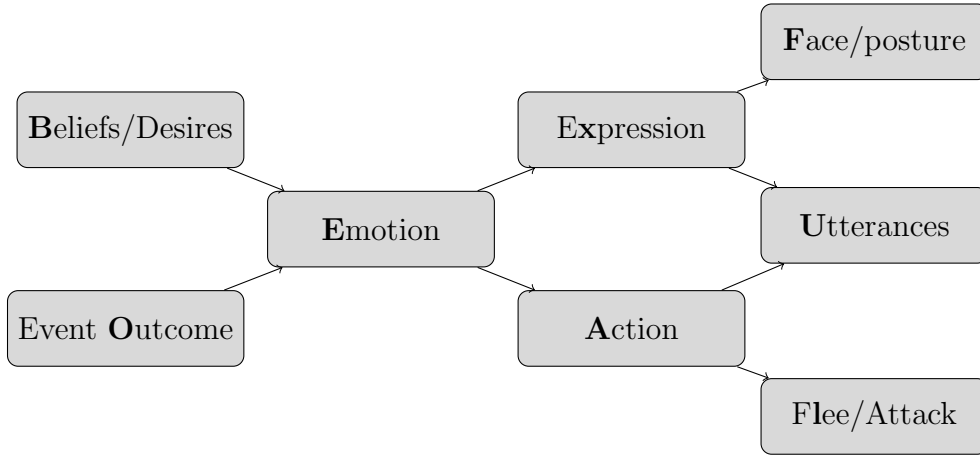 Face/posture
Beliefs/Desires
Expression
Emotion
Utterances
Event Outcome
Action
Flee/Attack